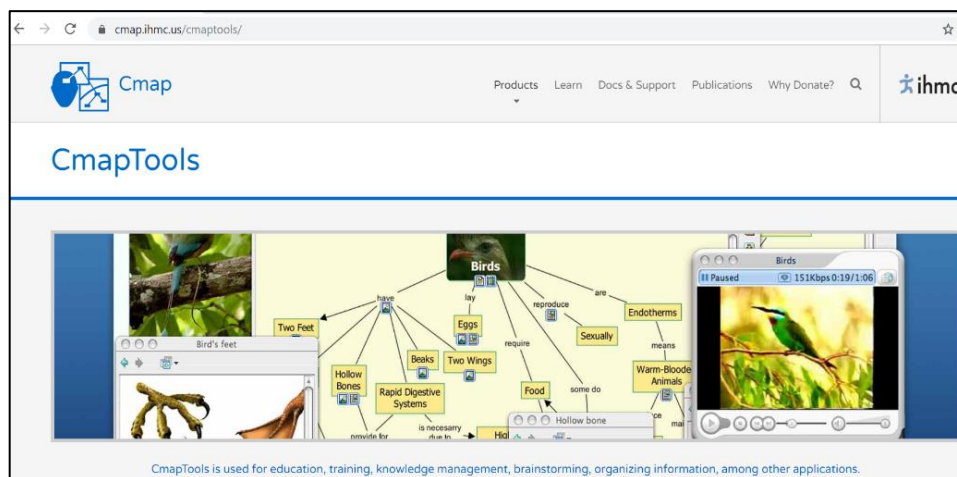 cmap.ihmc.us/cmaptools/
Cmap
Products Learn Docs & Support Publications Why Donate?
ihmc
CmapTools
Birds
Birds
Paused 151Kbps 0:19/1:06
have
lay
reproduce
are
Two Feet
Eggs
Sexually
Endotherms
Bird's feet
require
means
Beaks
Two Wings
Hollow
Bones
Rapid Digestive
Systems
Food
some do
Warm-Bloode
Animals
Hollow bone
provide for
is necesarry
due to
CmapTools is used for education, training, knowledge management, brainstorming, organizing information, among other applications.